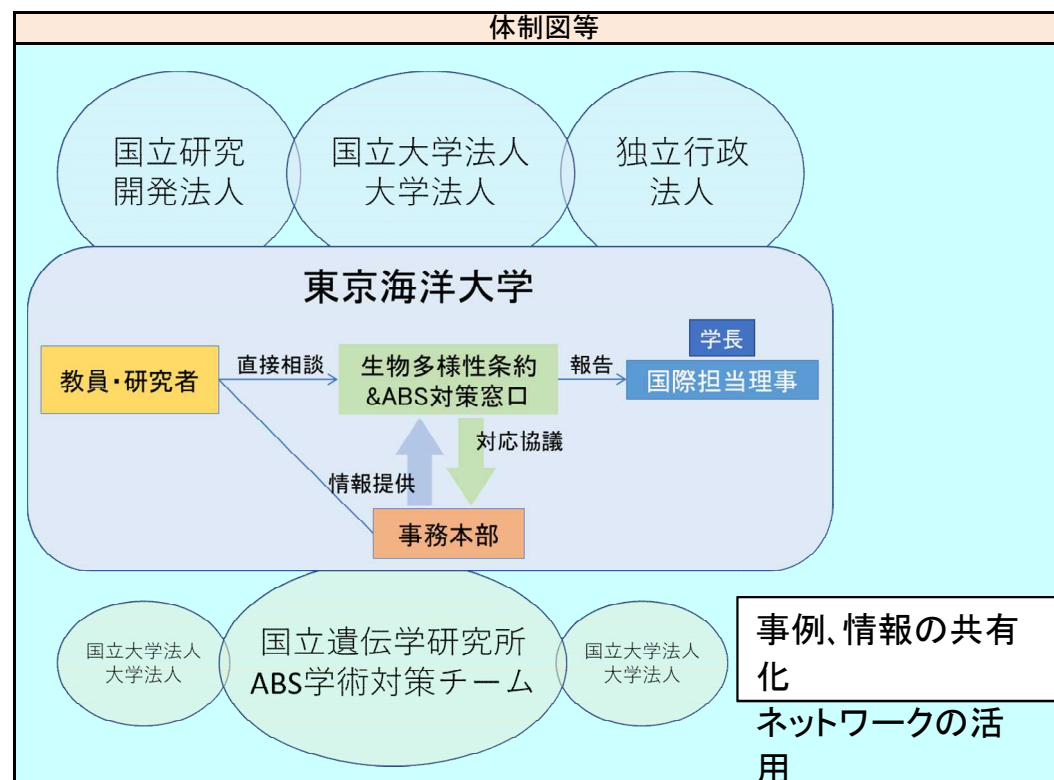 体制図等
国立研究
開発法人
国立大学法人
大学法人
独立行政
法人
東京海洋大学
学長
教員・研究者
直接相談
生物多様性条約
&ABS対策窓口
報告
国際担当理事
対応協議
情報提供
事務本部
国立大学法人
大学法人
国立遺伝学研究所
ABS学術対策チーム
国立大学法人
大学法人
事例、情報の共有
化
ネットワークの活
用